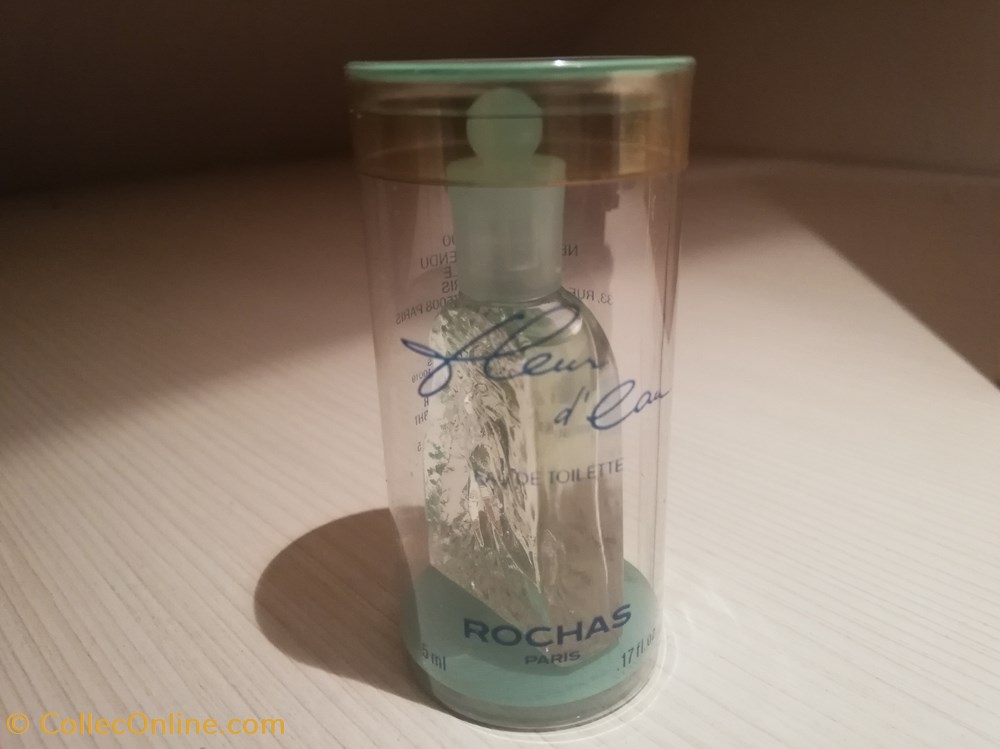 fleur
d'eau
EAU DE TOILETTE
ROCHAS
PARIS
5 ml
.17 fl.oz
© CollecOnline.com